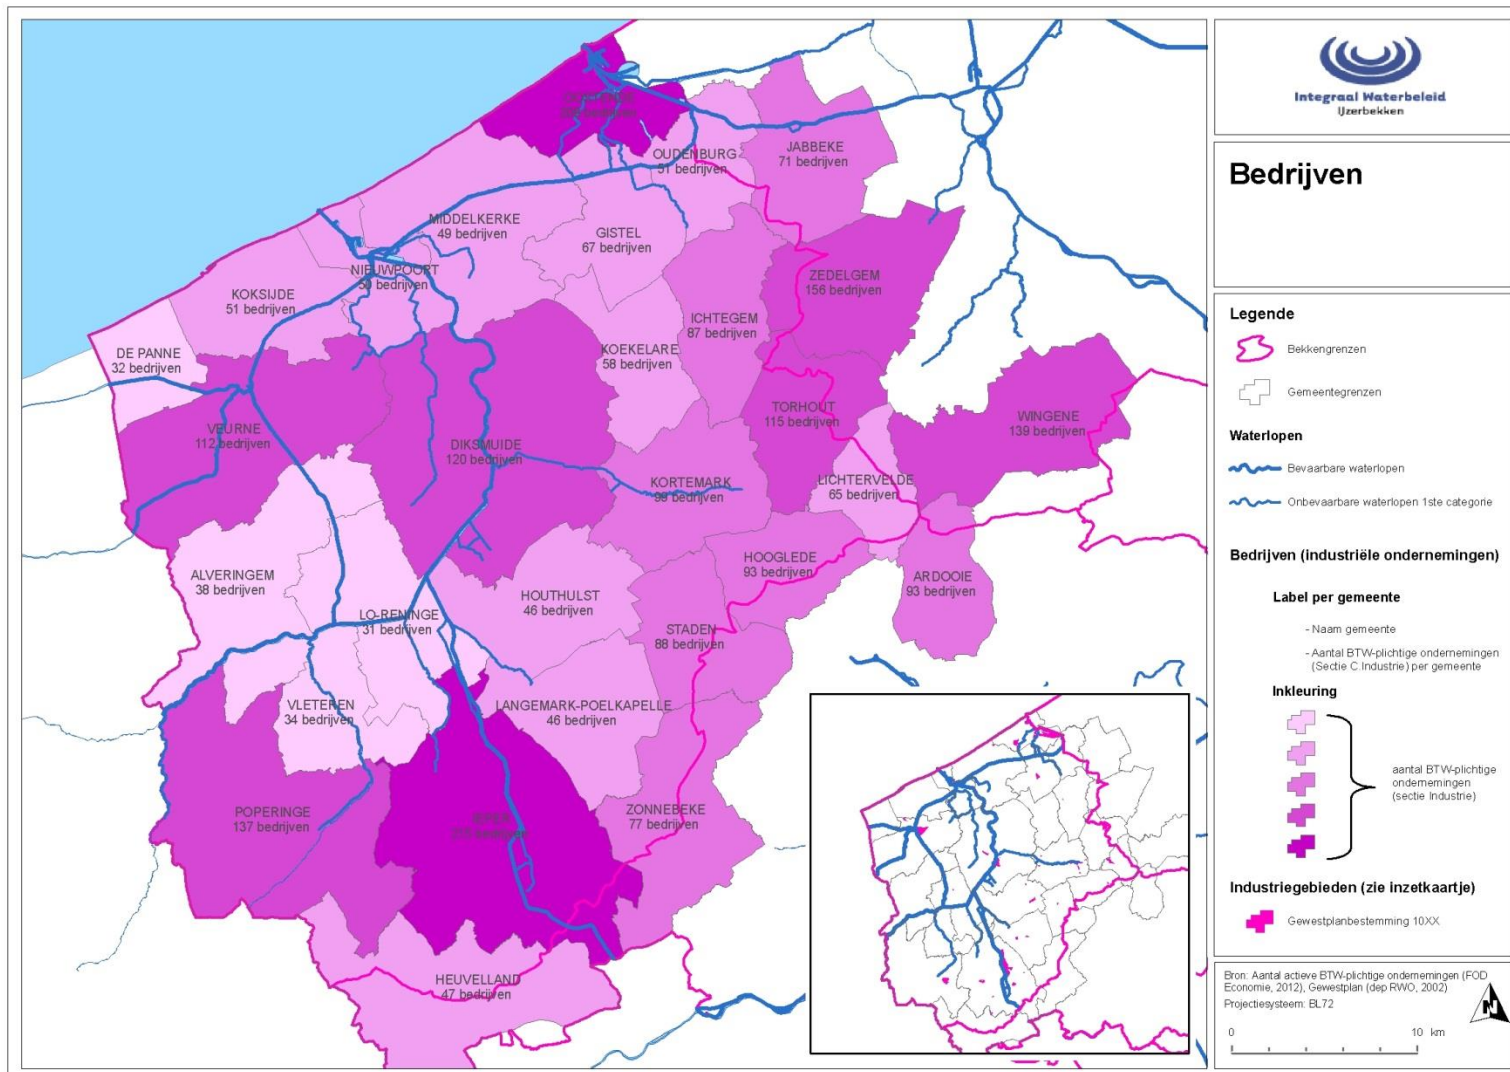 OUDENBURG
51 bedrijven
JABBEKE
71 bedrijven
MIDDELKERKE
49 bedrijven
GISTEL
67 bedrijven
NIEUWPOORT
50 bedrijven
ZEDELGEM
156 bedrijven
KOKSIJDE
51 bedrijven
ICHTEGEM
87 bedrijven
DE PANNE
32 bedrijven
KOEKELARE
58 bedrijven
TORHOUT
115 bedrijven
WINGENE
139 bedrijven
VEURNE
112 bedrijven
DIKSMUIDE
120 bedrijven
KORTEMARK
bedrijven
LICHTERVELDE
65 bedrijven
HOOGLEDE
93 bedrijven
ARDOOIE
93 bedrijven
ALVERINGEM
38 bedrijven
HOUTHULST
46 bedrijven
LO-RENINGE
31 bedrijven
STADEN
88 bedrijven
VLETEREN
34 bedrijven
LANGEMARK-POELKAPELLE
46 bedrijven
POPERINGE
137 bedrijven
ZONNEBEKE
77 bedrijven
HEUVELLAND
47 bedrijven
Integraal Waterbeleid
IJzerbekken
Bedrijven
Legende
Bekkengrenzen
Gemeentegrenzen
Waterlopen
Bevaarbare waterlopen
Onbevaarbare waterlopen 1ste categorie
Bedrijven (industriële ondernemingen)
Label per gemeente
- Naam gemeente
- Aantal BTW-plichtige ondernemingen
(Sectie C Industrie) per gemeente
Inkleuring
aantal BTW-plichtige
ondernemingen
(sectie Industrie)
Industriegebieden (zie inzetkaartje)
Gewestplanbestemming 10XX
Bron: Aantal actieve BTW-plichtige ondernemingen (FOD
Economie, 2012), Gewestplan (dep RWO, 2002)
Projectiesysteem: BL72
N
0 10 km